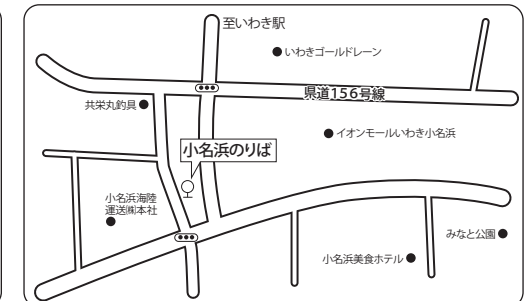 至いわき駅
いわきゴールドレーン
県道156号線
共栄丸釣具
イオンモールいわき小名浜
小名浜のりば
小名浜海陸
運送㈱本社
みなと公園
小名浜美食ホテル